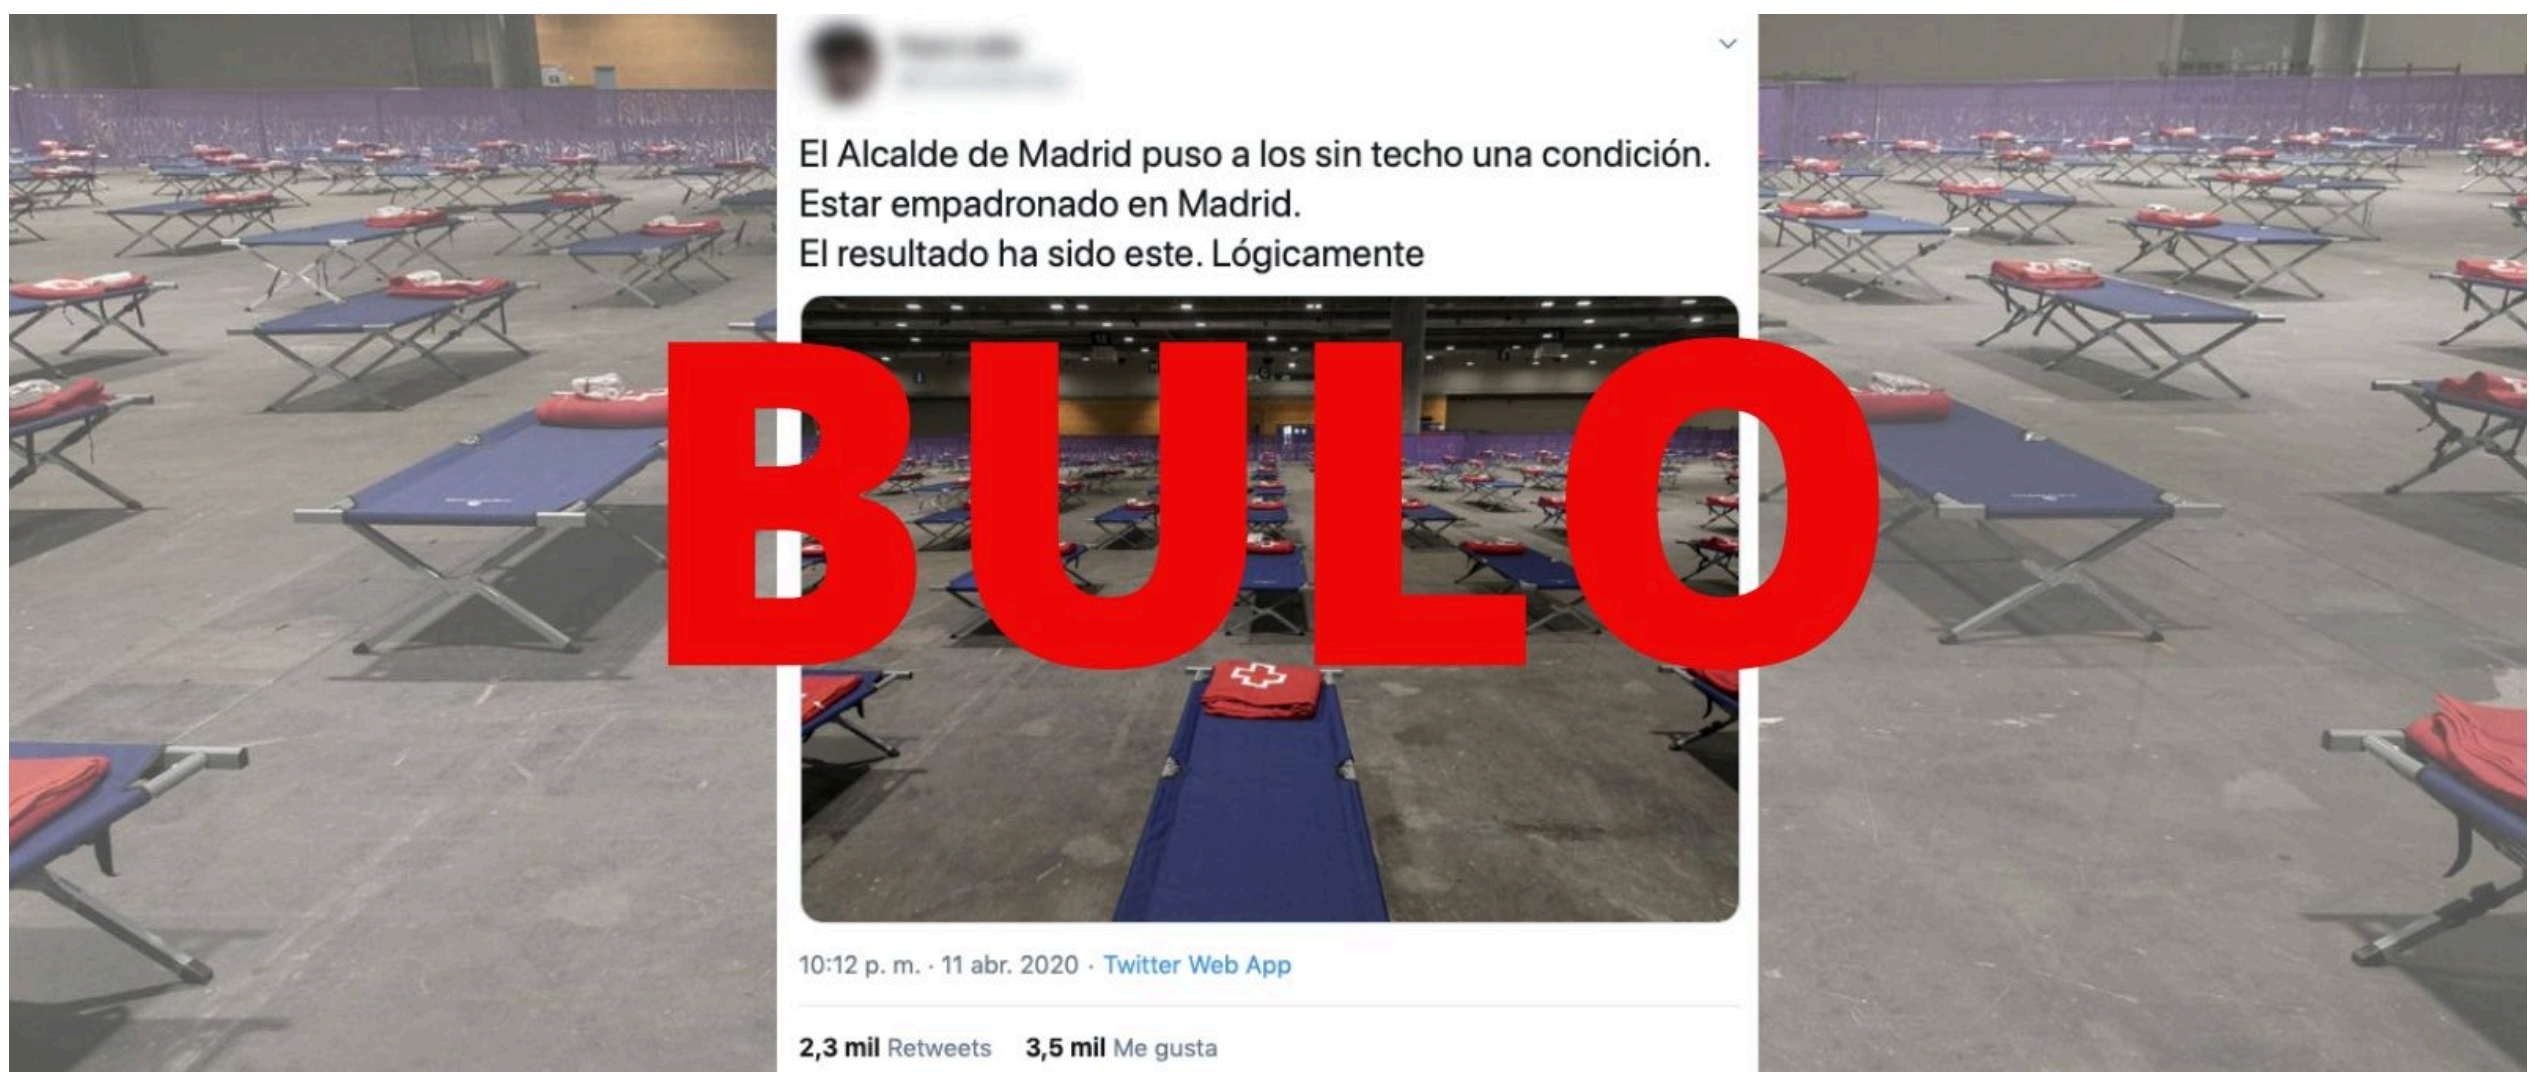 El Alcalde de Madrid puso a los sin techo una condición.
Estar empadronado en Madrid.
El resultado ha sido este. Lógicamente
BULO
10:12 p. m. · 11 abr. 2020 · Twitter Web App
2,3 mil Retweets 3,5 mil Me gusta